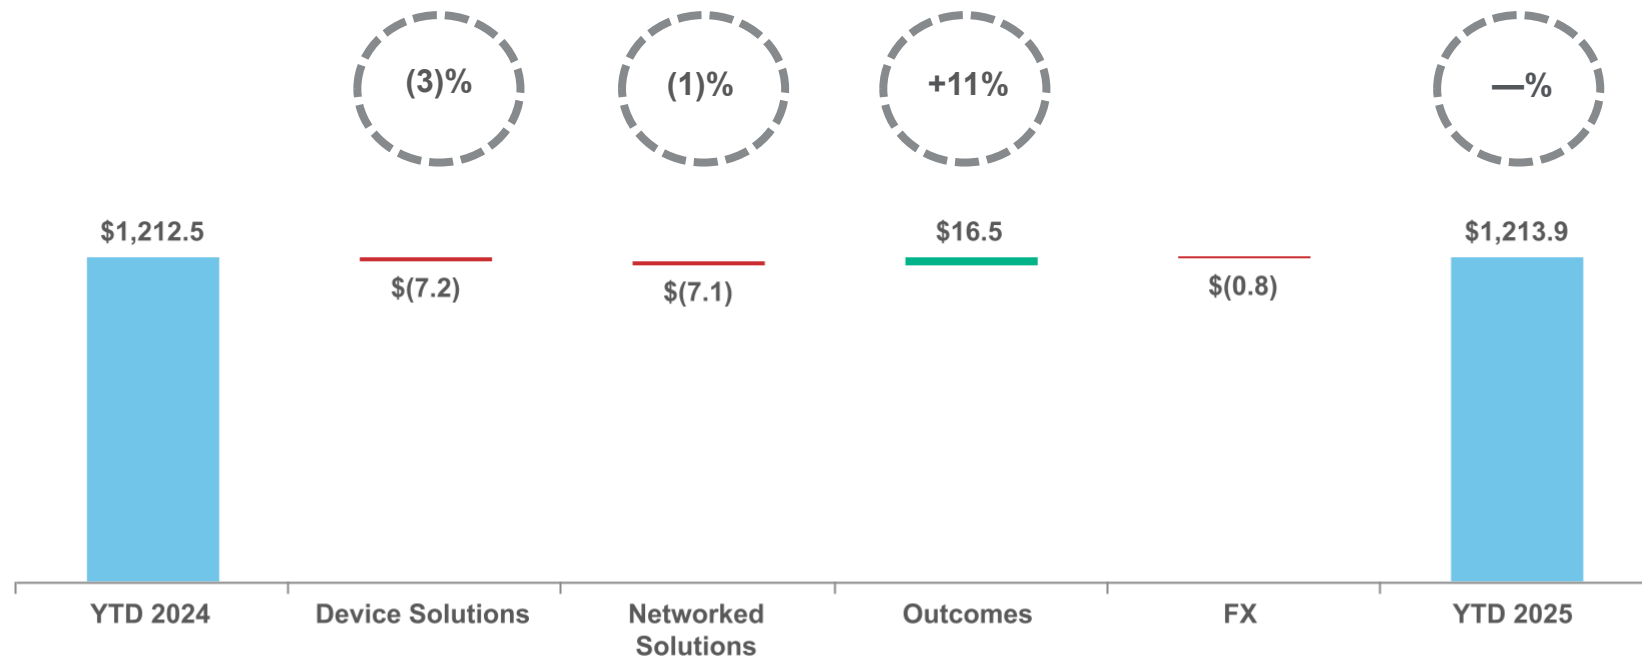 (3)%
(1)%
+11%
—%
$1,212.5
$(7.2)
$(7.1)
$16.5
$(0.8)
$1,213.9
YTD 2024
Device Solutions
Networked
Solutions
Outcomes
FX
YTD 2025